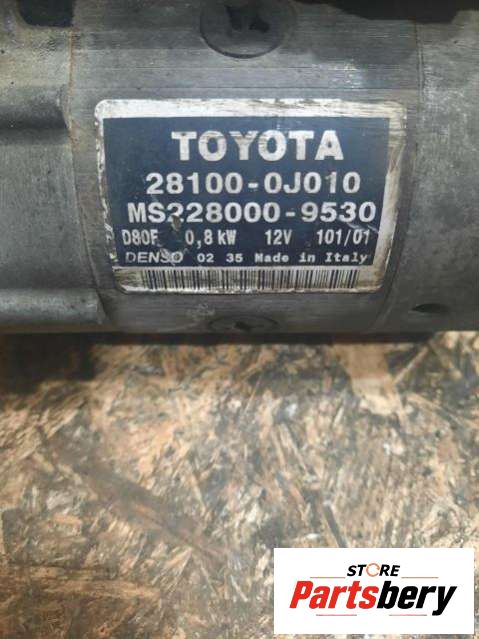 TOYOTA
28100-0J010
MS228000-9530
D80F 0,8 kW 12V 101/01
DENSO 02 35 Made in Italy
STORE
Partsbery